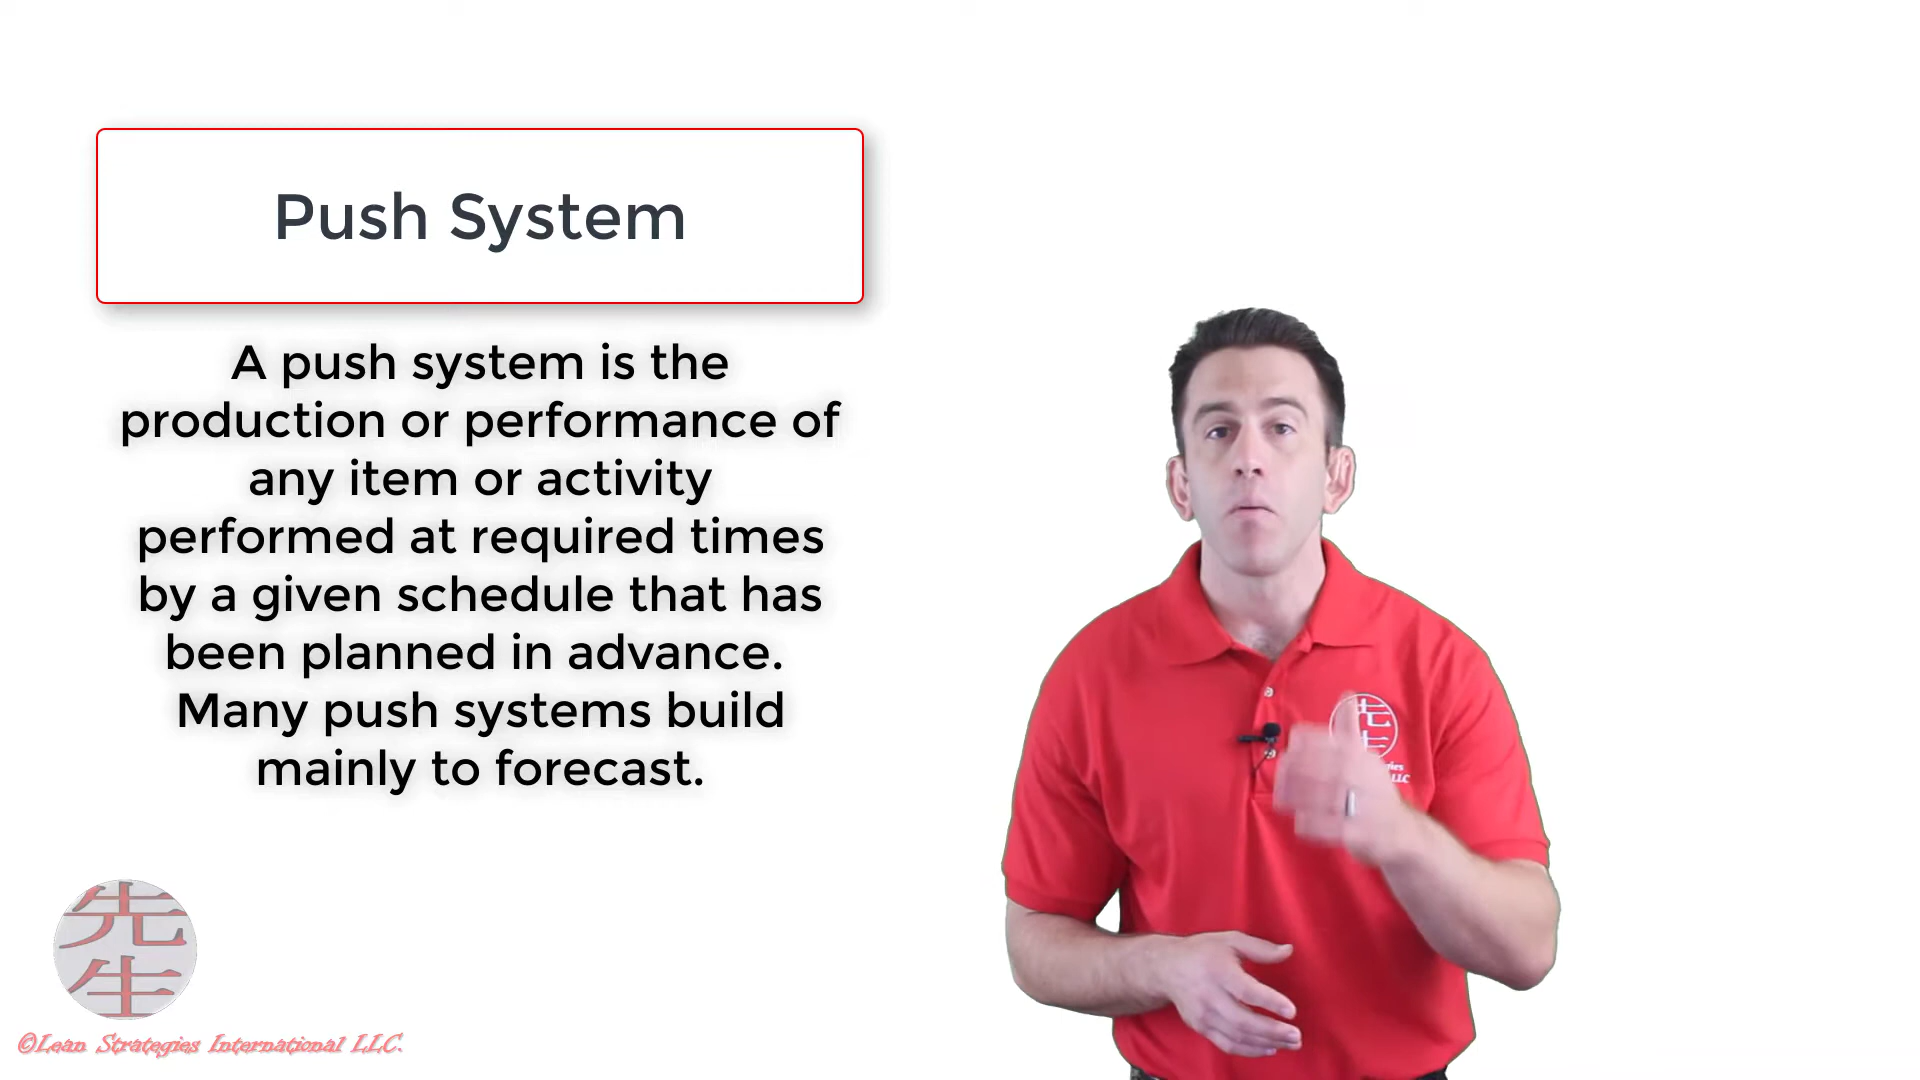 Push System
A push system is the
production or performance of
any item or activity
performed at required times
by a given schedule that has
been planned in advance.
Many push systems build
mainly to forecast.
先
生
©Lean Strategies International LLC.
LLC